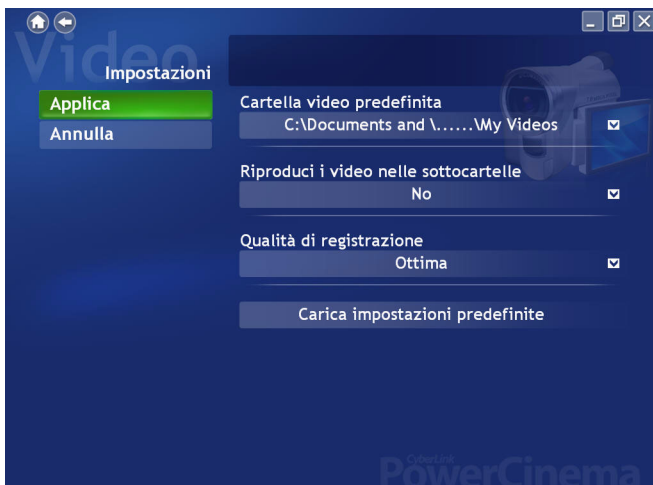 Video
Impostazioni
Applica
Annulla
Cartella video predefinita
C:\Documents and \......\My Videos
Riproduci i video nelle sottocartelle
No
Qualità di registrazione
Ottima
Carica impostazioni predefinite
CyberLink
PowerCinema